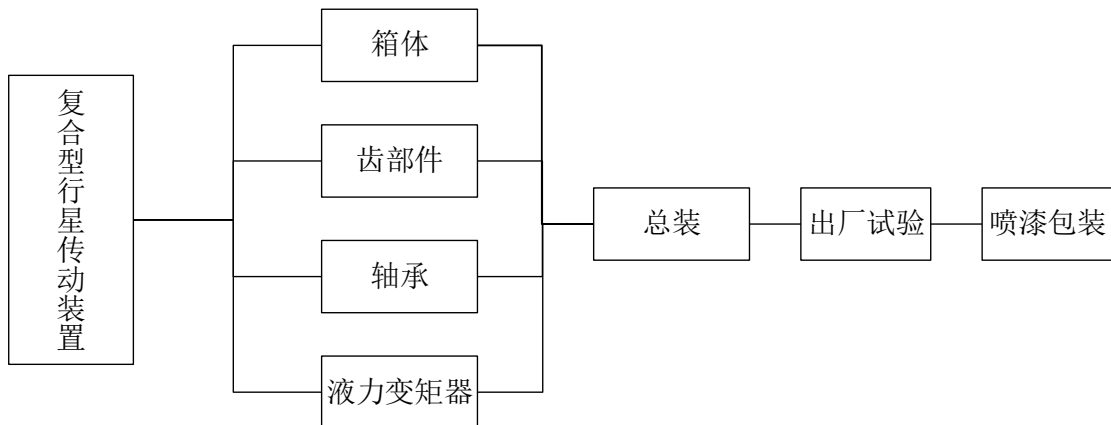 复合型行星传动装置
箱体
齿部件
轴承
液力变矩器
总装
出厂试验
喷漆包装